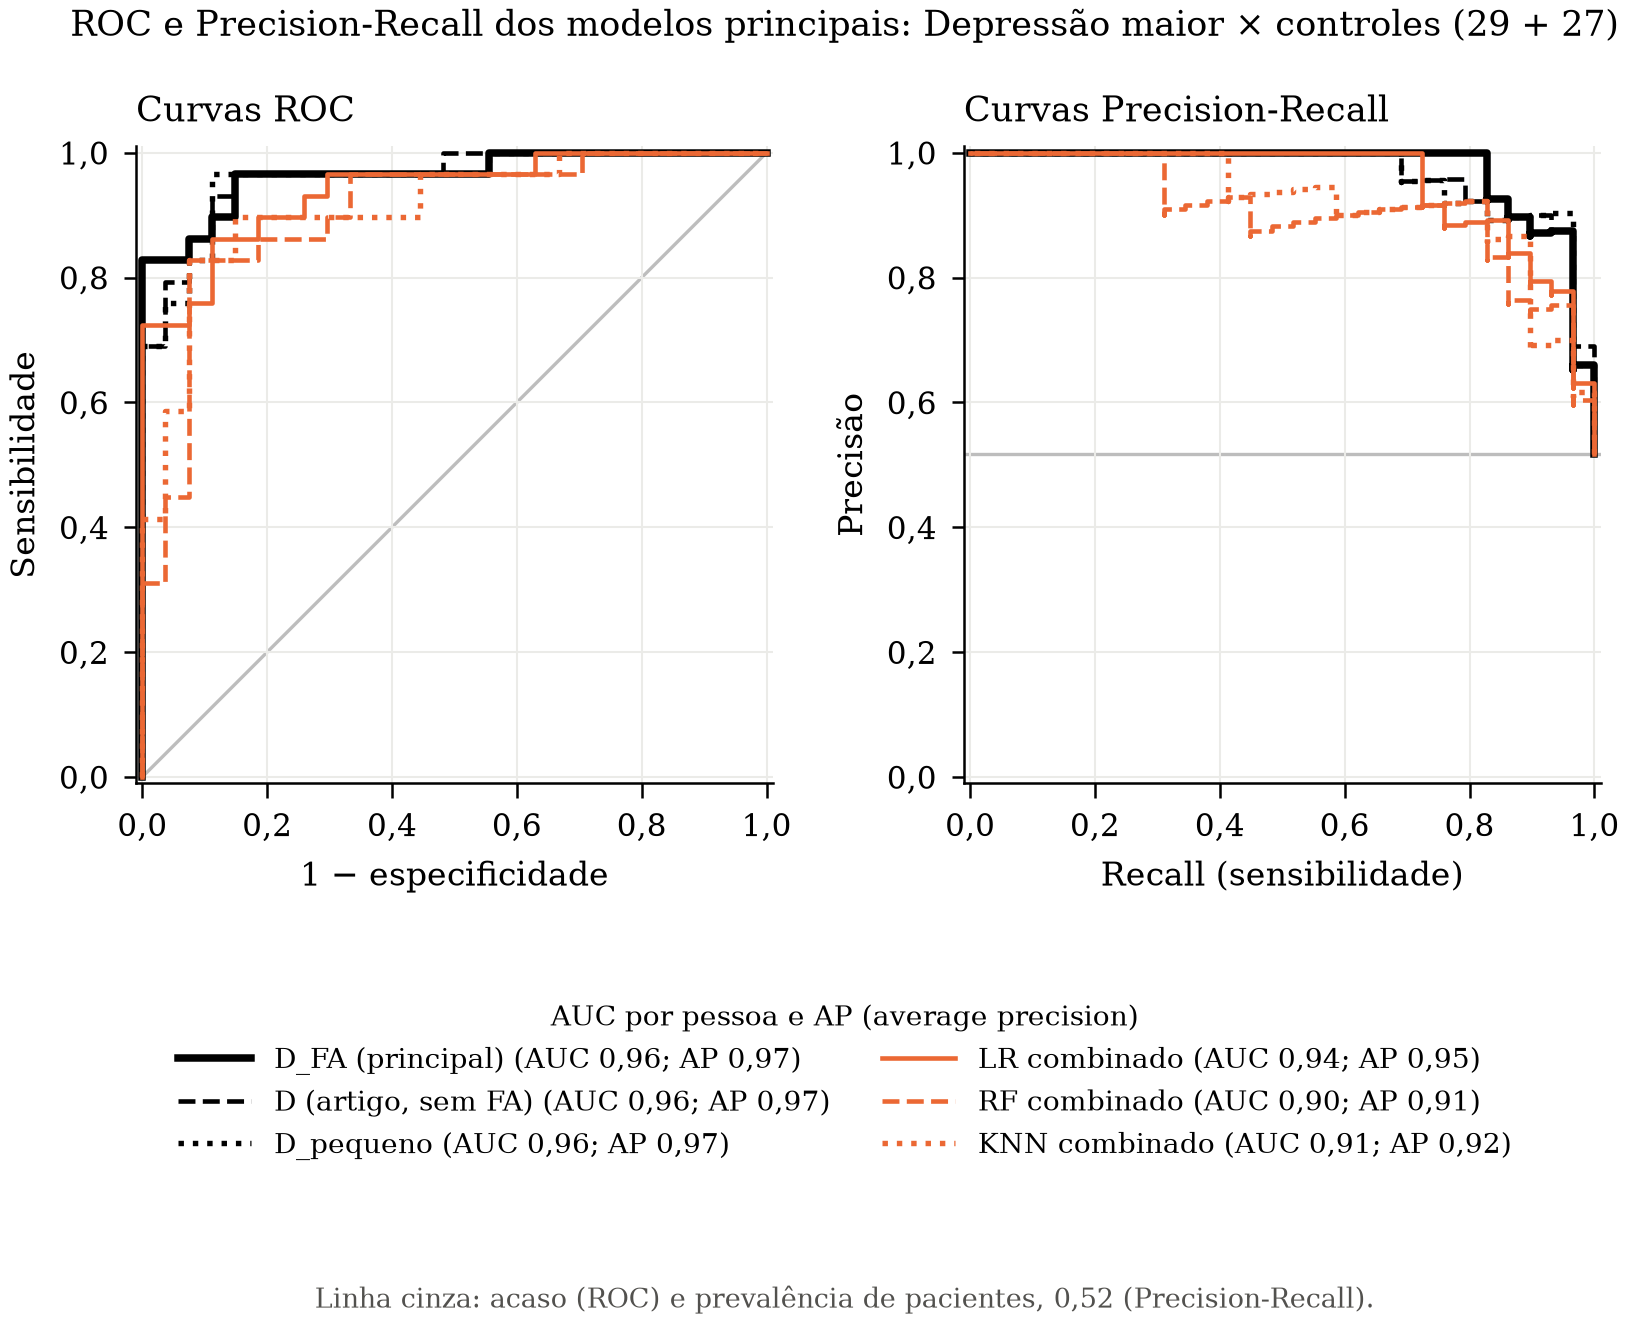 ROC e Precision-Recall dos modelos principais: Depressão maior × controles (29 + 27)
Curvas ROC
1,0
0,8
0,6
0,4
0,2
0,0
Sensibilidade
0,0 0,2 0,4 0,6 0,8 1,0
1 − especificidade
Curvas Precision-Recall
1,0
0,8
0,6
0,4
0,2
0,0
Precisão
0,0 0,2 0,4 0,6 0,8 1,0
Recall (sensibilidade)
AUC por pessoa e AP (average precision)
D_FA (principal) (AUC 0,96; AP 0,97)
D (artigo, sem FA) (AUC 0,96; AP 0,97)
D_pequeno (AUC 0,96; AP 0,97)
LR combinado (AUC 0,94; AP 0,95)
RF combinado (AUC 0,90; AP 0,91)
KNN combinado (AUC 0,91; AP 0,92)
Linha cinza: acaso (ROC) e prevalência de pacientes, 0,52 (Precision-Recall).